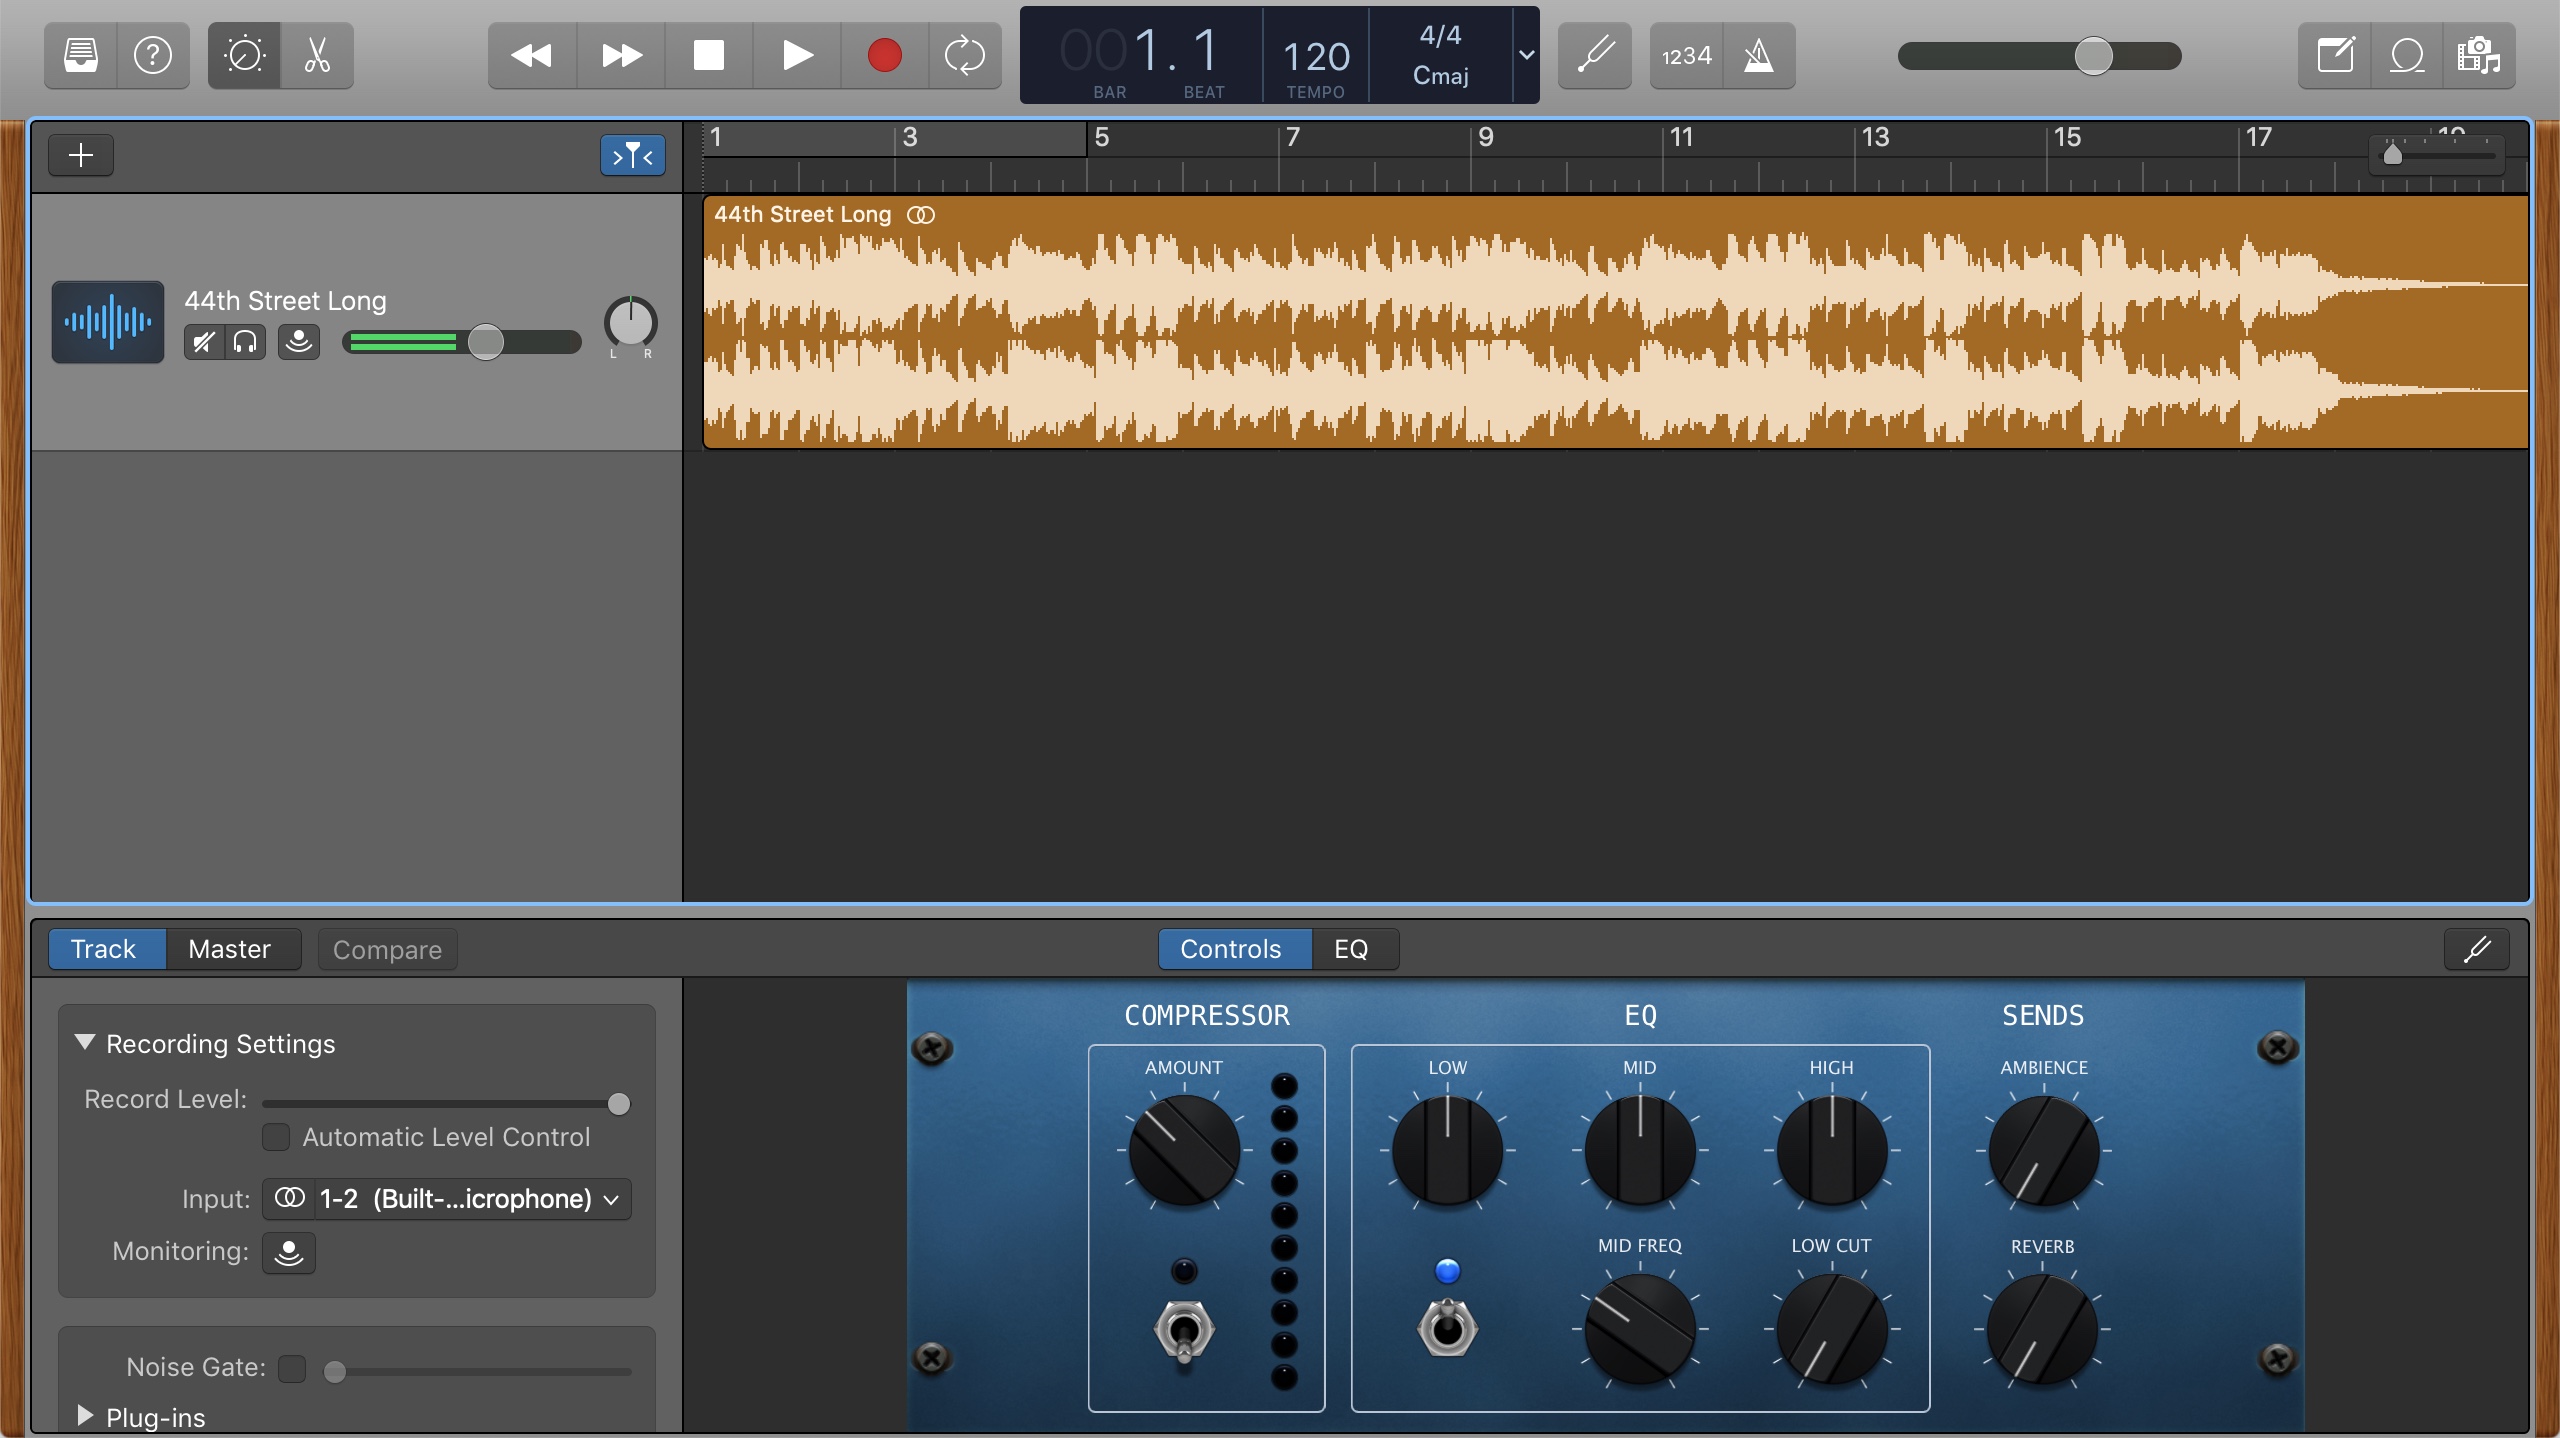 ?
001. 1
BAR
BEAT
120
TEMPO
4/4
Cmaj
1234
1
3
5
7
9
11
13
15
17
19
44th Street Long
44th Street Long
L R
Track
Master
Compare
Controls
EQ
Recording Settings
Record Level:
Automatic Level Control
Input:
1-2 (Built-...icrophone)
Monitoring:
Noise Gate:
Plug-ins
COMPRESSOR
EQ
SENDS
AMOUNT
LOW
MID
HIGH
AMBIENCE
MID FREQ
LOW CUT
REVERB